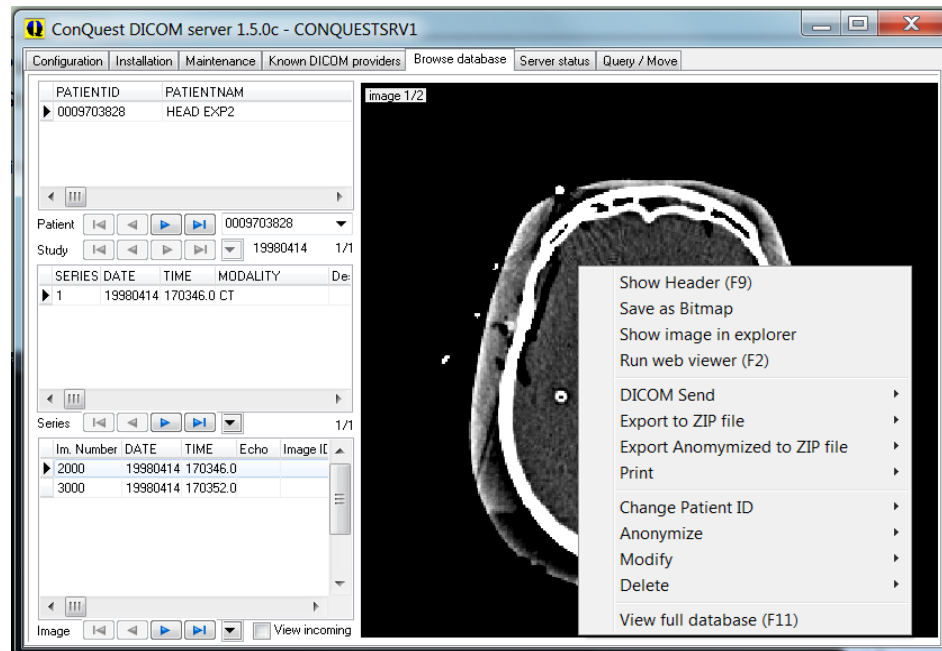 ConQuest DICOM server 1.5.0c - CONQUESTSRV1
Configuration Installation Maintenance Known DICOM providers Browse database Server status Query / Move
PATIENTID PATIENTNAM
0009703828 HEAD EXP2
Patient 0009703828
Study 19980414 1/1
SERIES DATE TIME MODALITY De:
1 19980414 170346.0 CT
Series 1/1
Im. Number DATE TIME Echo Image ID
2000 19980414 170346.0
3000 19980414 170352.0
Image View incoming
image 1/2
Show Header (F9)
Save as Bitmap
Show image in explorer
Run web viewer (F2)
DICOM Send
Export to ZIP file
Export Anomymized to ZIP file
Print
Change Patient ID
Anonymize
Modify
Delete
View full database (F11)